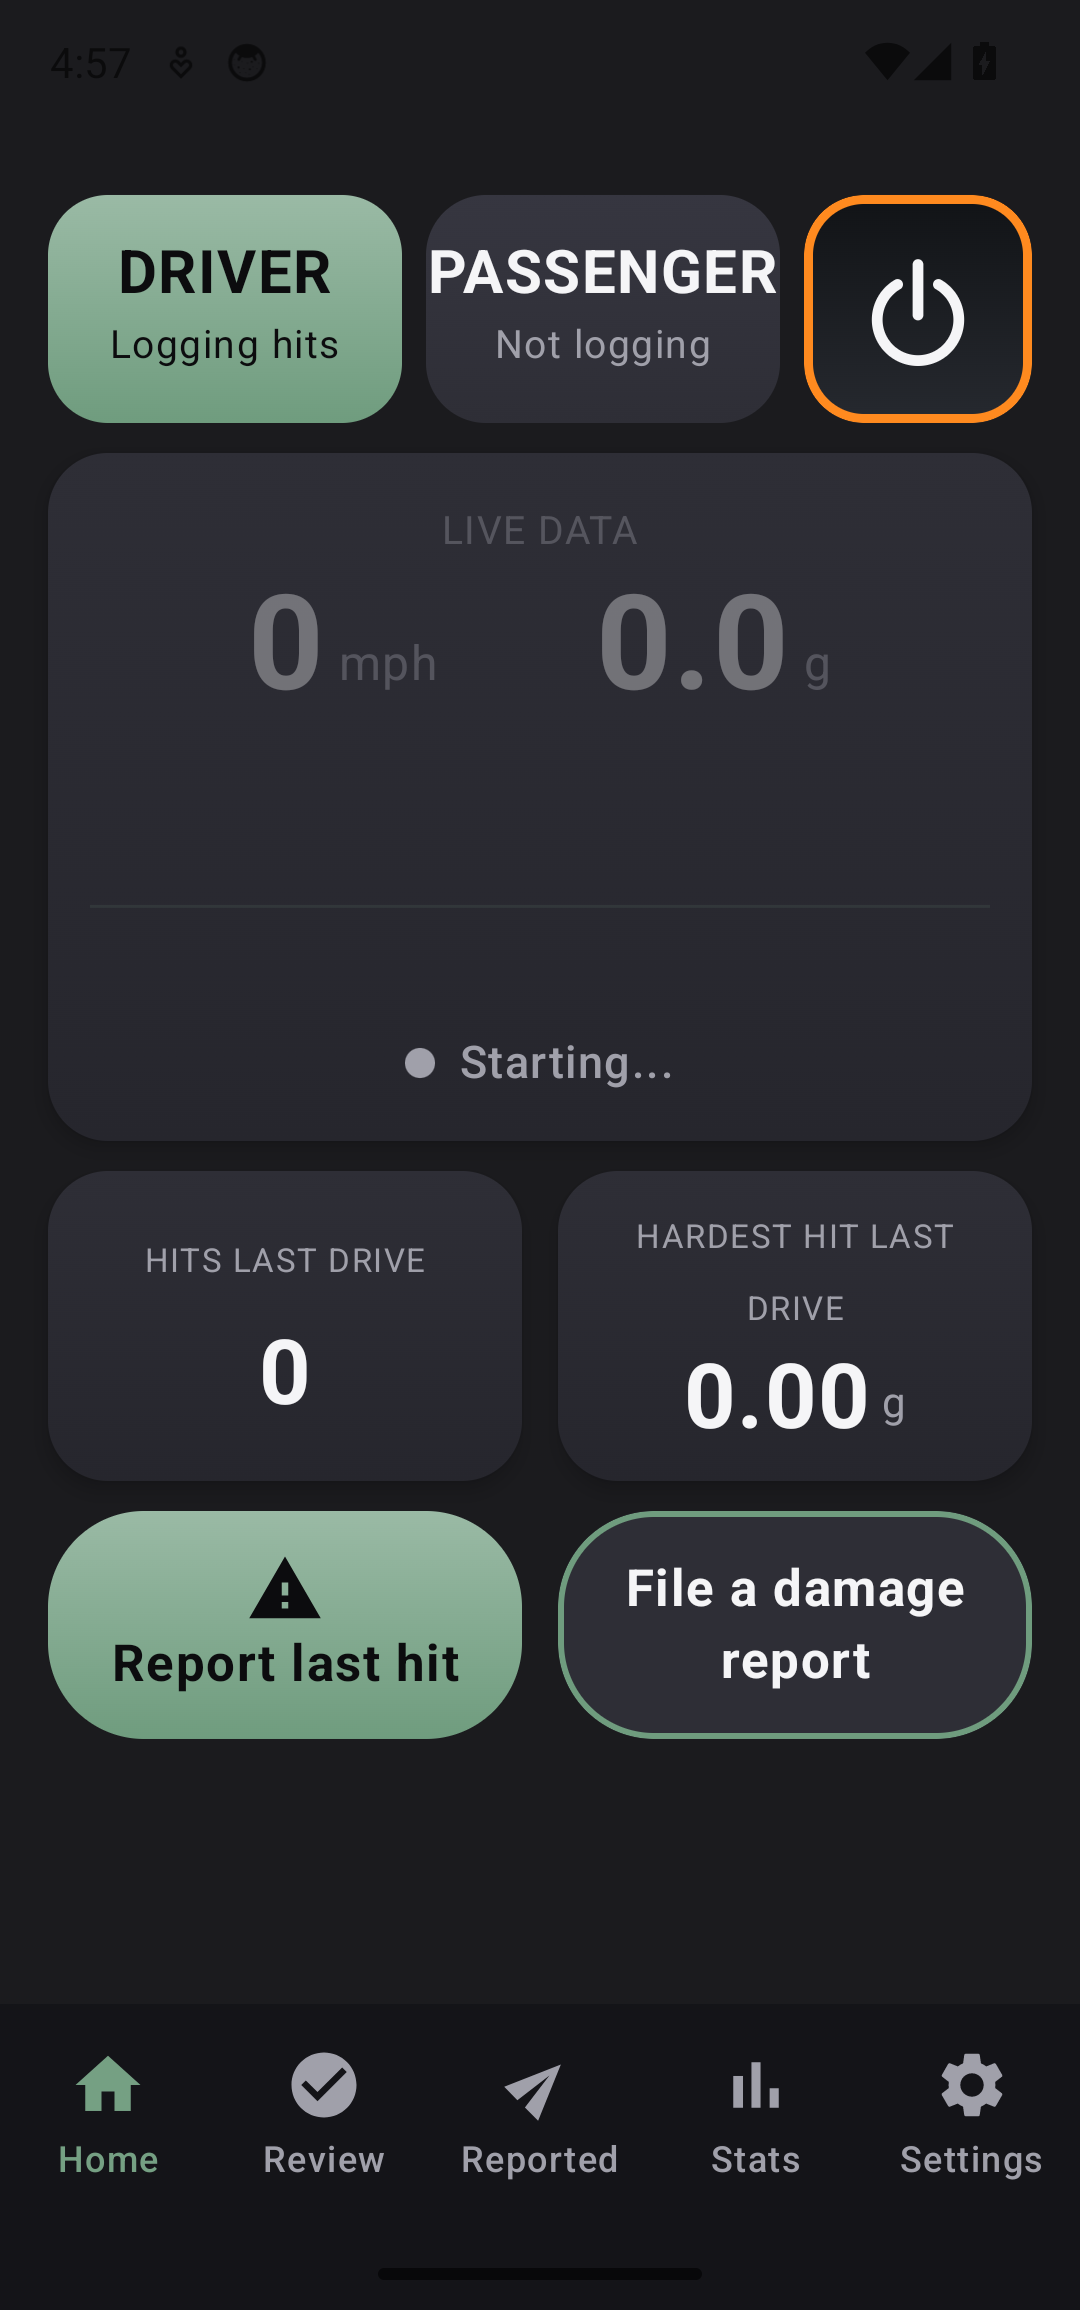 4:57
DRIVER
Logging hits
PASSENGER
Not logging
LIVE DATA
0 mph
0.0 g
Starting...
HITS LAST DRIVE
0
HARDEST HIT LAST
DRIVE
0.00 g
Report last hit
File a damage
report
Home
Review
Reported
Stats
Settings